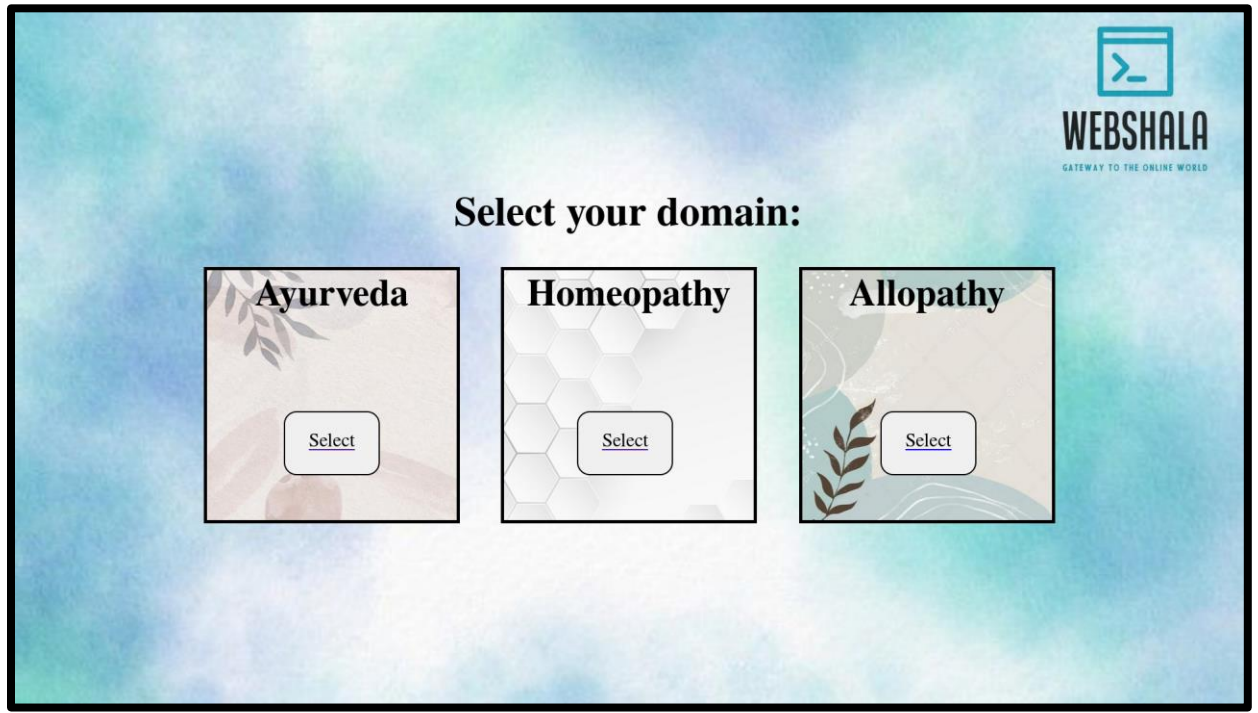 WEBSHALA
GATEWAY TO THE ONLINE WORLD
Select your domain:
Ayurveda
Homeopathy
Allopathy
Select
Select
Select